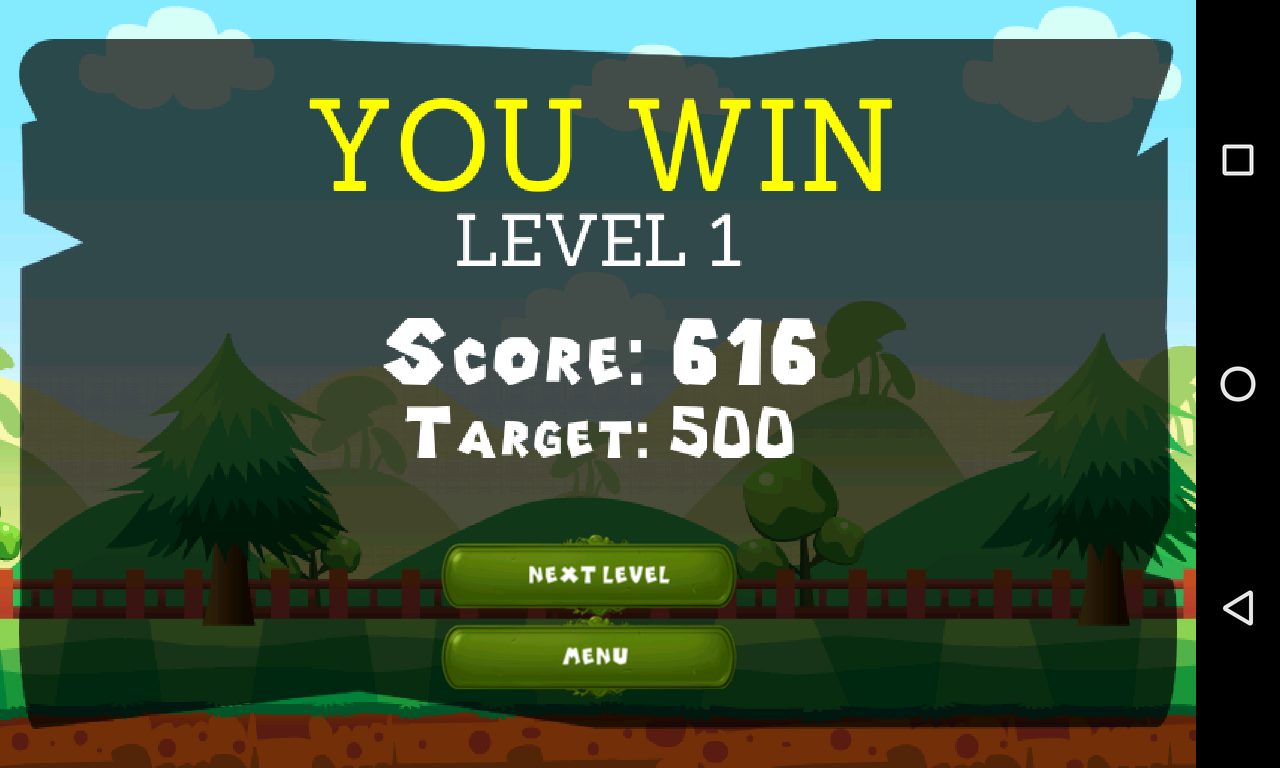 YOU WIN
LEVEL 1
SCORE: 616
TARGET: 500
NEXT LEVEL
MENU